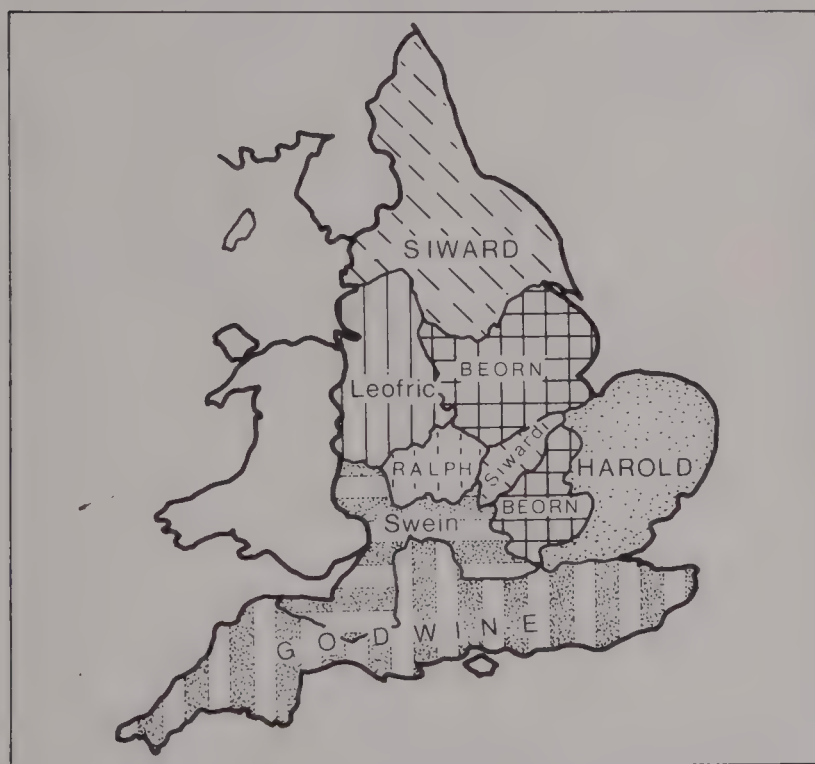 SIWARD
BEORN
Leofric
Siward
RALPH
HAROLD
BEORN
Swein
GODWINE